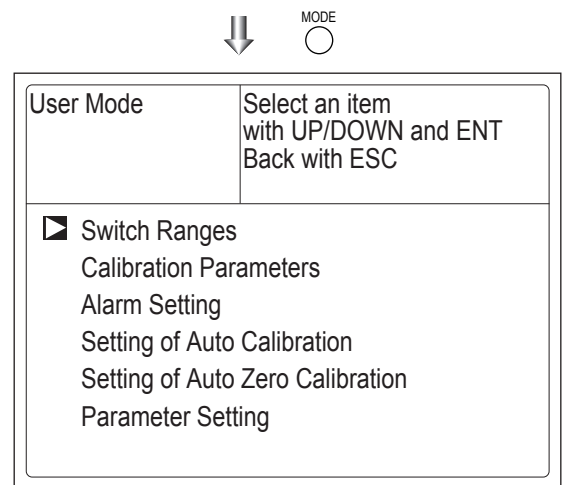 MODE
User Mode
Select an item
with UP/DOWN and ENT
Back with ESC
Switch Ranges
Calibration Parameters
Alarm Setting
Setting of Auto Calibration
Setting of Auto Zero Calibration
Parameter Setting